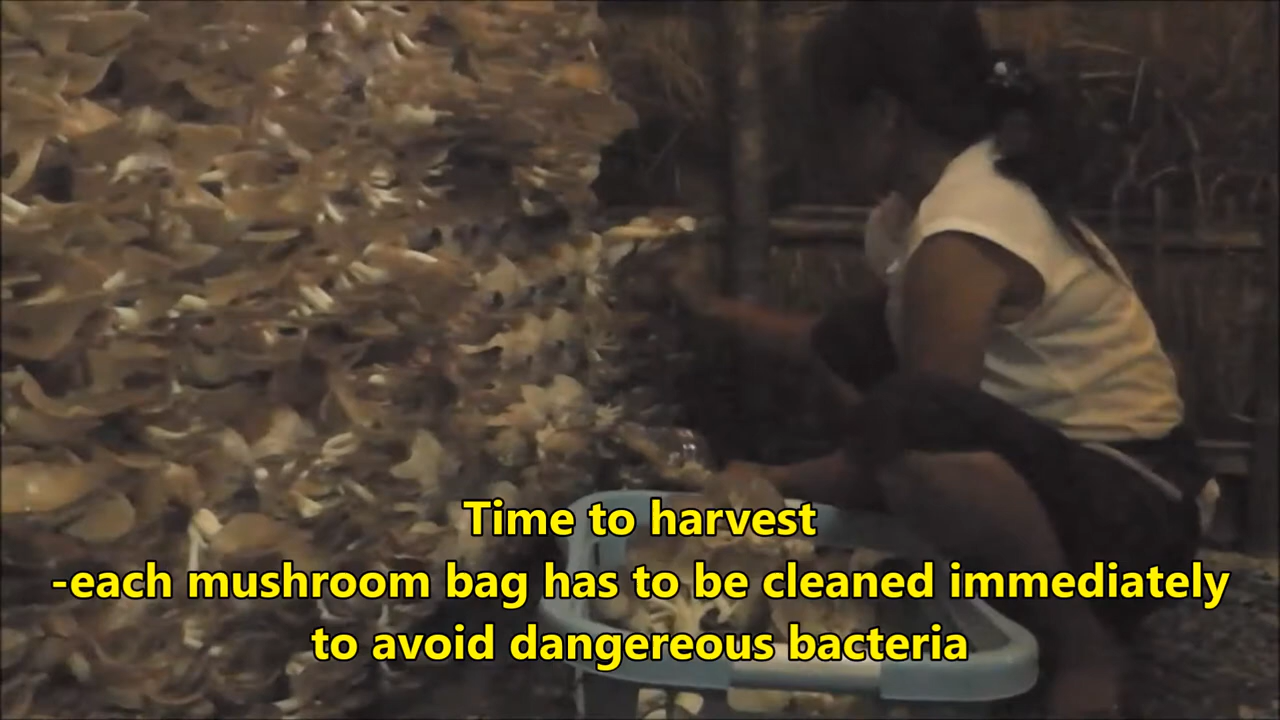 Time to harvest
-each mushroom bag has to be cleaned immediately
to avoid dangereous bacteria